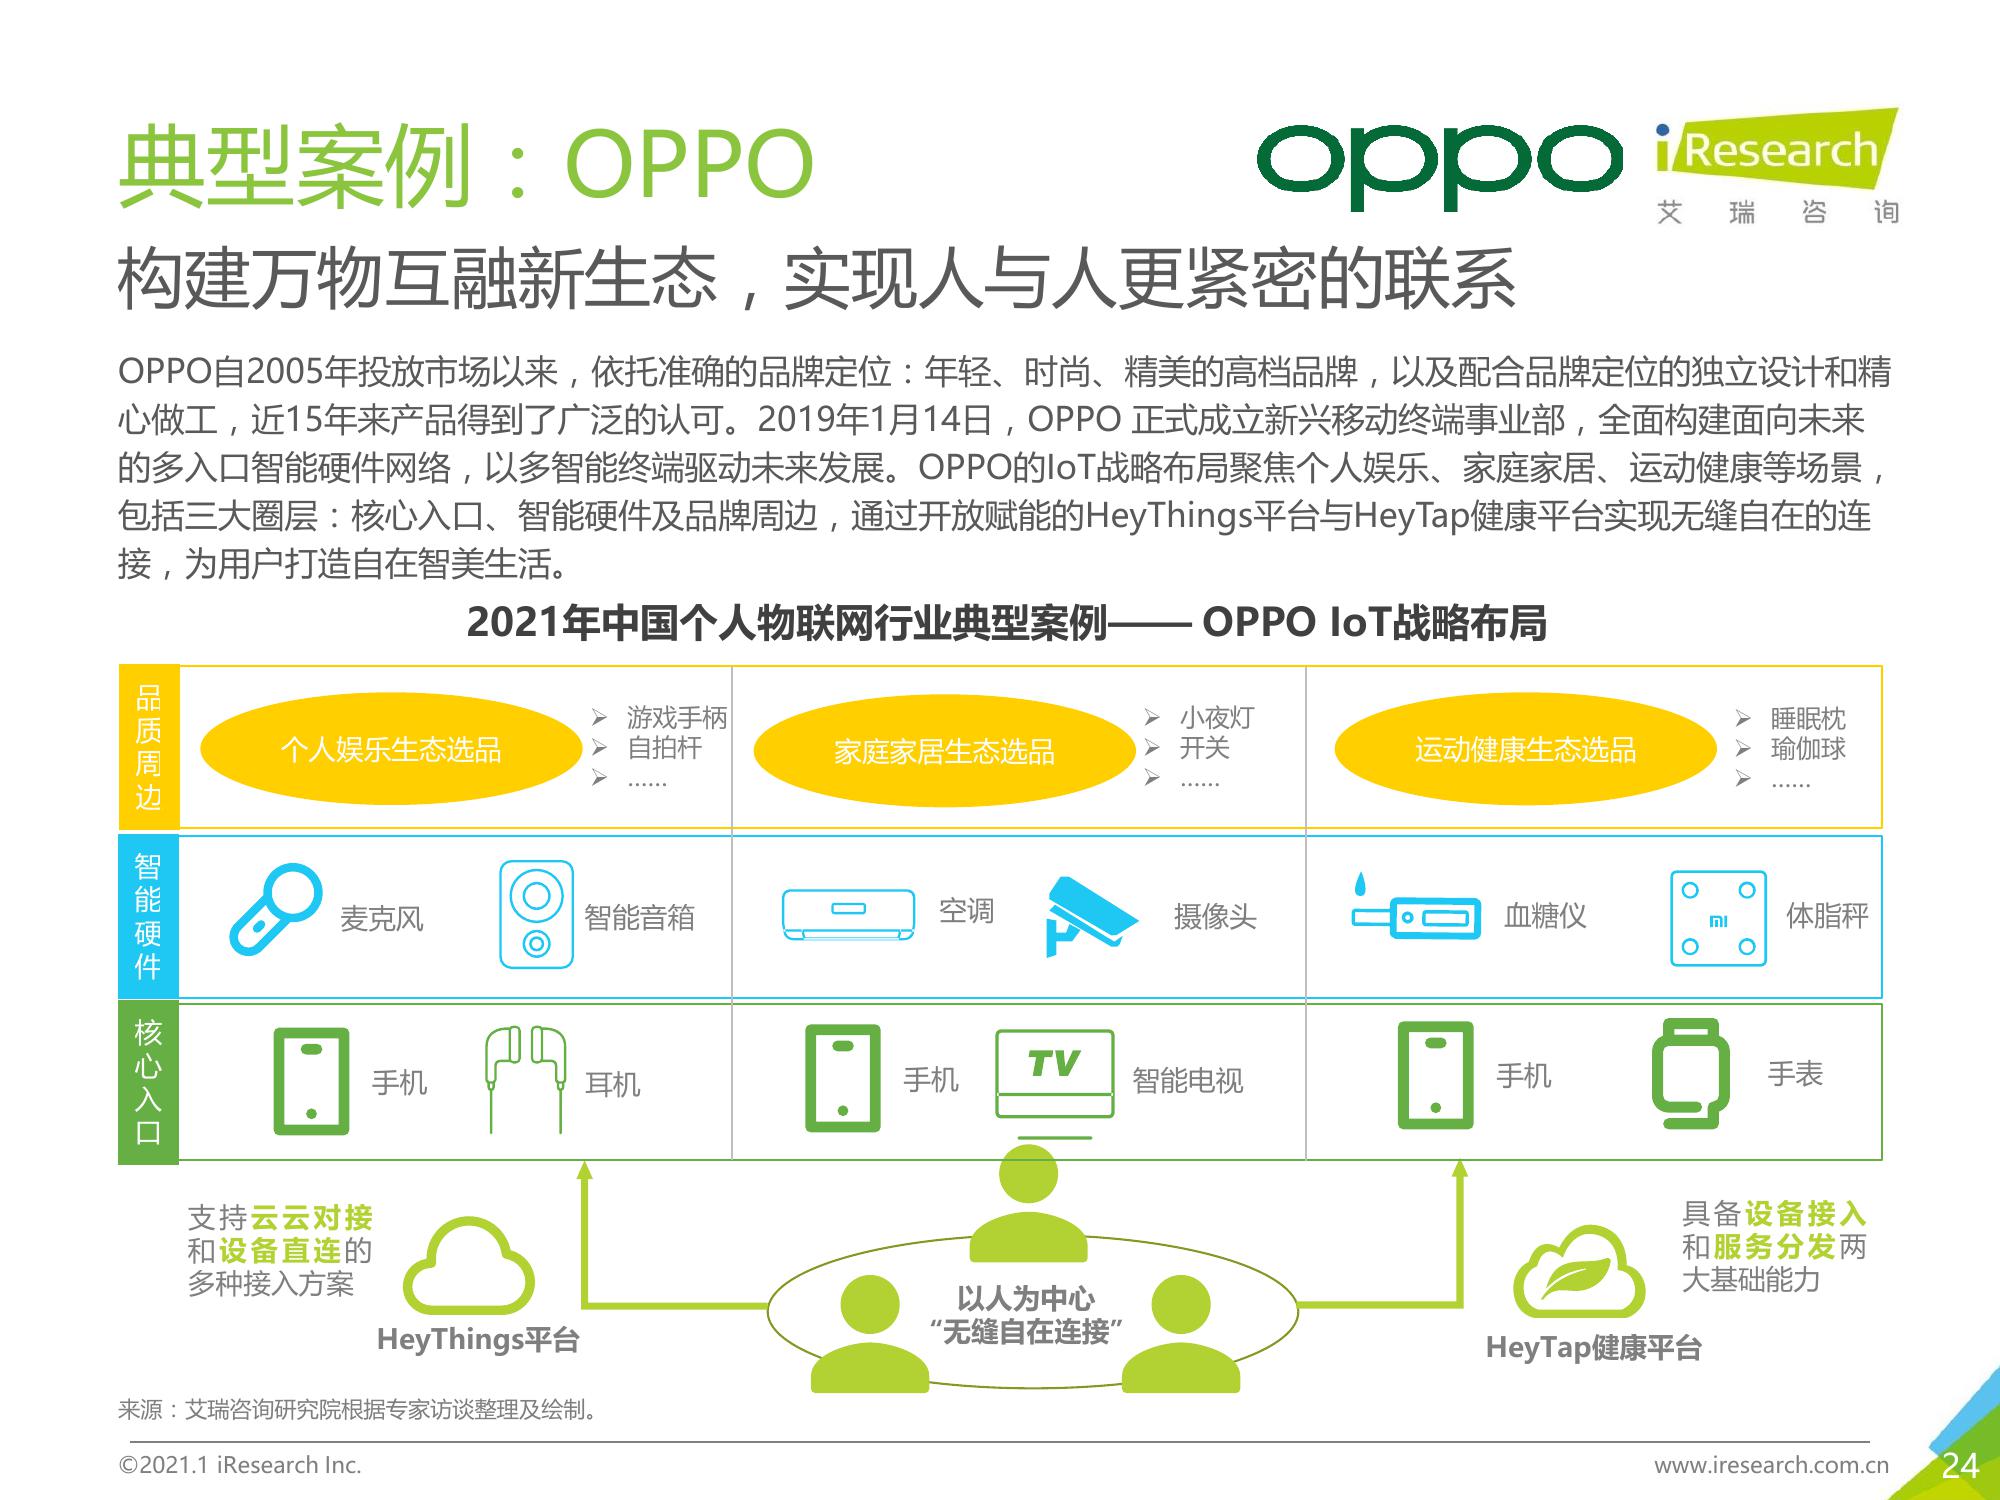 典型案例：OPPO
oppo
iResearch
艾瑞咨询
构建万物互融新生态，实现人与人更紧密的联系
OPPO自2005年投放市场以来，依托准确的品牌定位：年轻、时尚、精美的高档品牌，以及配合品牌定位的独立设计和精
心做工，近15年来产品得到了广泛的认可。2019年1月14日，OPPO 正式成立新兴移动终端事业部，全面构建面向未来
的多入口智能硬件网络，以多智能终端驱动未来发展。OPPO的IoT战略布局聚焦个人娱乐、家庭家居、运动健康等场景，
包括三大圈层：核心入口、智能硬件及品牌周边，通过开放赋能的HeyThings平台与HeyTap健康平台实现无缝自在的连
接，为用户打造自在智美生活。
2021年中国个人物联网行业典型案例—— OPPO IoT战略布局
品质周边
个人娱乐生态选品
➢ 游戏手柄
➢ 自拍杆
➢ ……
家庭家居生态选品
➢ 小夜灯
➢ 开关
➢ ……
运动健康生态选品
➢ 睡眠枕
➢ 瑜伽球
➢ ……
智能硬件
麦克风
智能音箱
空调
摄像头
血糖仪
mi
体脂秤
核心入口
手机
耳机
手机
TV
智能电视
手机
手表
支持云云对接
和设备直连的
多种接入方案
HeyThings平台
以人为中心
“无缝自在连接”
具备设备接入
和服务分发两
大基础能力
HeyTap健康平台
来源：艾瑞咨询研究院根据专家访谈整理及绘制。
©2021.1 iResearch Inc.
www.iresearch.com.cn
24